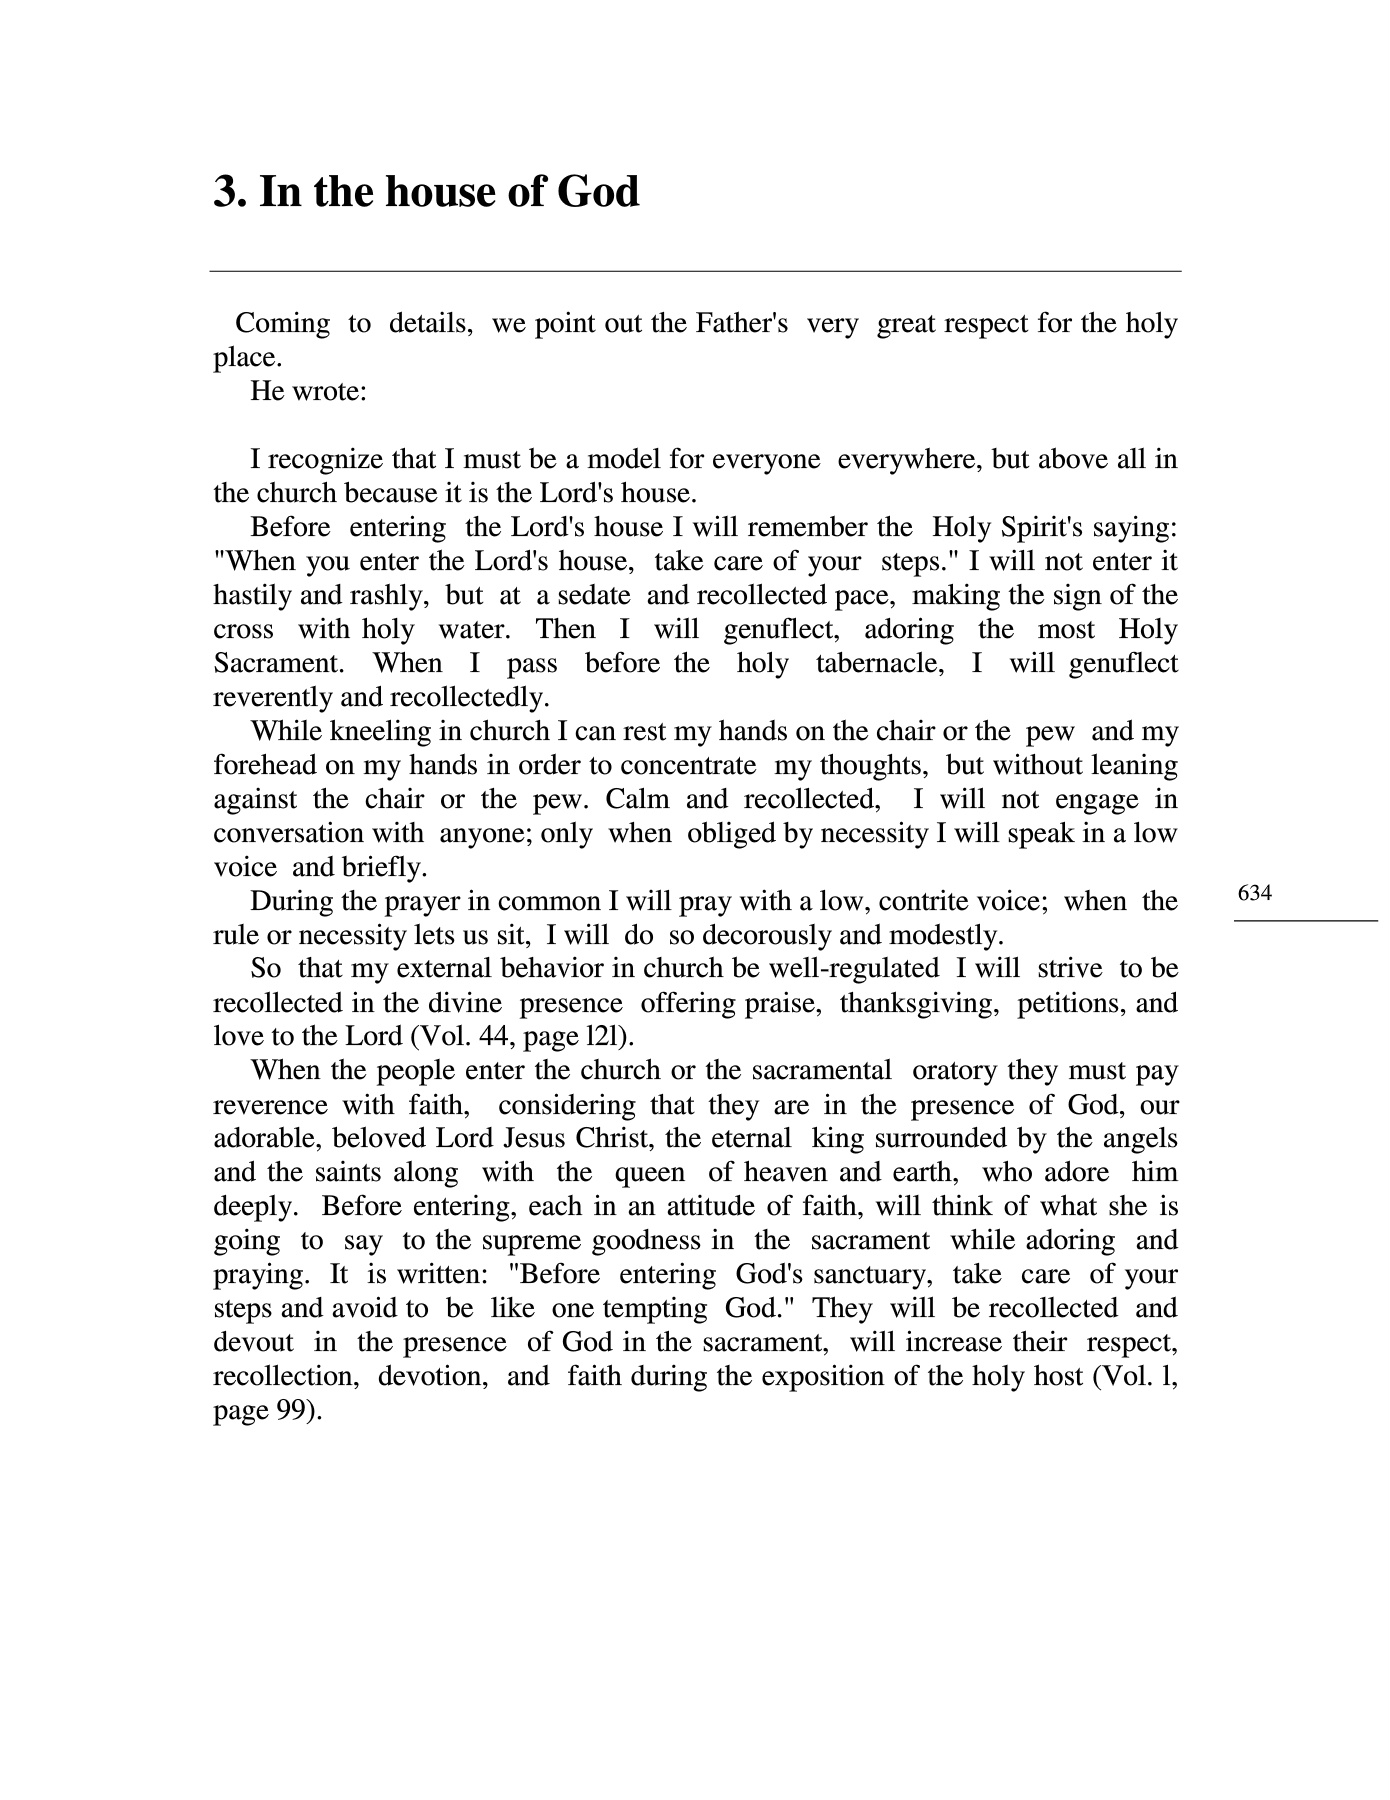 3. In the house of God
Coming to details, we point out the Father's very great respect for the holy
place.
He wrote:
I recognize that I must be a model for everyone everywhere, but above all in
the church because it is the Lord's house.
Before entering the Lord's house I will remember the Holy Spirit's saying:
"When you enter the Lord's house, take care of your steps." I will not enter it
hastily and rashly, but at a sedate and recollected pace, making the sign of the
cross with holy water. Then I will genuflect, adoring the most Holy
Sacrament. When I pass before the holy tabernacle, I will genuflect
reverently and recollectedly.
While kneeling in church I can rest my hands on the chair or the pew and my
forehead on my hands in order to concentrate my thoughts, but without leaning
against the chair or the pew. Calm and recollected, I will not engage in
conversation with anyone; only when obliged by necessity I will speak in a low
voice and briefly.
During the prayer in common I will pray with a low, contrite voice; when the
rule or necessity lets us sit, I will do so decorously and modestly.
So that my external behavior in church be well-regulated I will strive to be
recollected in the divine presence offering praise, thanksgiving, petitions, and
love to the Lord (Vol. 44, page l2l).
When the people enter the church or the sacramental oratory they must pay
reverence with faith, considering that they are in the presence of God, our
adorable, beloved Lord Jesus Christ, the eternal king surrounded by the angels
and the saints along with the queen of heaven and earth, who adore him
deeply. Before entering, each in an attitude of faith, will think of what she is
going to say to the supreme goodness in the sacrament while adoring and
praying. It is written: "Before entering God's sanctuary, take care of your
steps and avoid to be like one tempting God." They will be recollected and
devout in the presence of God in the sacrament, will increase their respect,
recollection, devotion, and faith during the exposition of the holy host (Vol. l,
page 99).
634